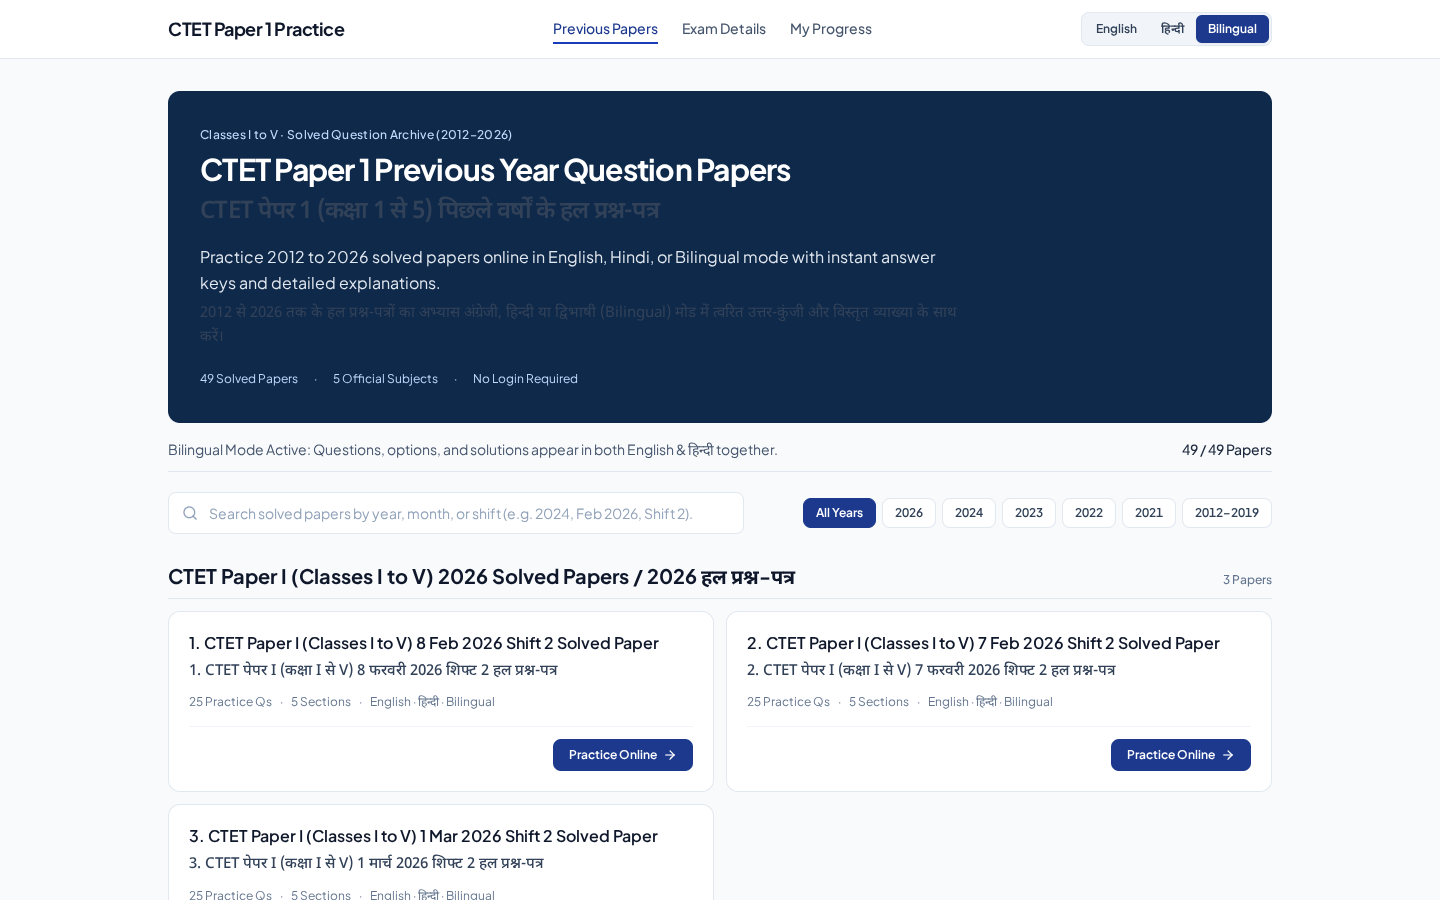 CTET Paper 1 Practice
Previous Papers
Exam Details
My Progress
English
हिन्दी
Bilingual
Classes I to V · Solved Question Archive (2012–2026)
CTET Paper 1 Previous Year Question Papers
CTET पेपर 1 (कक्षा 1 से 5) पिछले वर्षों के हल प्रश्न-पत्र
Practice 2012 to 2026 solved papers online in English, Hindi, or Bilingual mode with instant answer
keys and detailed explanations.
2012 से 2026 तक के हल प्रश्न-पत्रों का अभ्यास अंग्रेजी, हिन्दी या द्विभाषी (Bilingual) मोड में त्वरित उत्तर-कुंजी और विस्तृत व्याख्या के साथ
करें।
49 Solved Papers · 5 Official Subjects · No Login Required
Bilingual Mode Active: Questions, options, and solutions appear in both English & हिन्दी together.
49 / 49 Papers
Search solved papers by year, month, or shift (e.g. 2024, Feb 2026, Shift 2).
All Years
2026
2024
2023
2022
2021
2012–2019
CTET Paper I (Classes I to V) 2026 Solved Papers / 2026 हल प्रश्न-पत्र
3 Papers
1. CTET Paper I (Classes I to V) 8 Feb 2026 Shift 2 Solved Paper
1. CTET पेपर I (कक्षा I से V) 8 फरवरी 2026 शिफ्ट 2 हल प्रश्न-पत्र
25 Practice Qs · 5 Sections · English · हिन्दी · Bilingual
Practice Online
2. CTET Paper I (Classes I to V) 7 Feb 2026 Shift 2 Solved Paper
2. CTET पेपर I (कक्षा I से V) 7 फरवरी 2026 शिफ्ट 2 हल प्रश्न-पत्र
25 Practice Qs · 5 Sections · English · हिन्दी · Bilingual
Practice Online
3. CTET Paper I (Classes I to V) 1 Mar 2026 Shift 2 Solved Paper
3. CTET पेपर I (कक्षा I से V) 1 मार्च 2026 शिफ्ट 2 हल प्रश्न-पत्र
25 Practice Qs · 5 Sections · English · हिन्दी · Bilingual